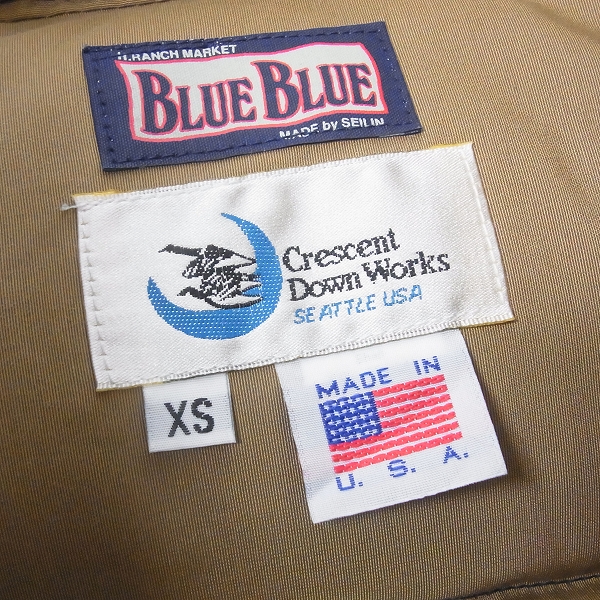 H.RANCH MARKET
BLUE BLUE
MADE by SEILIN
Crescent
Down Works
SEATTLE USA
XS
MADE IN
U. S. A.